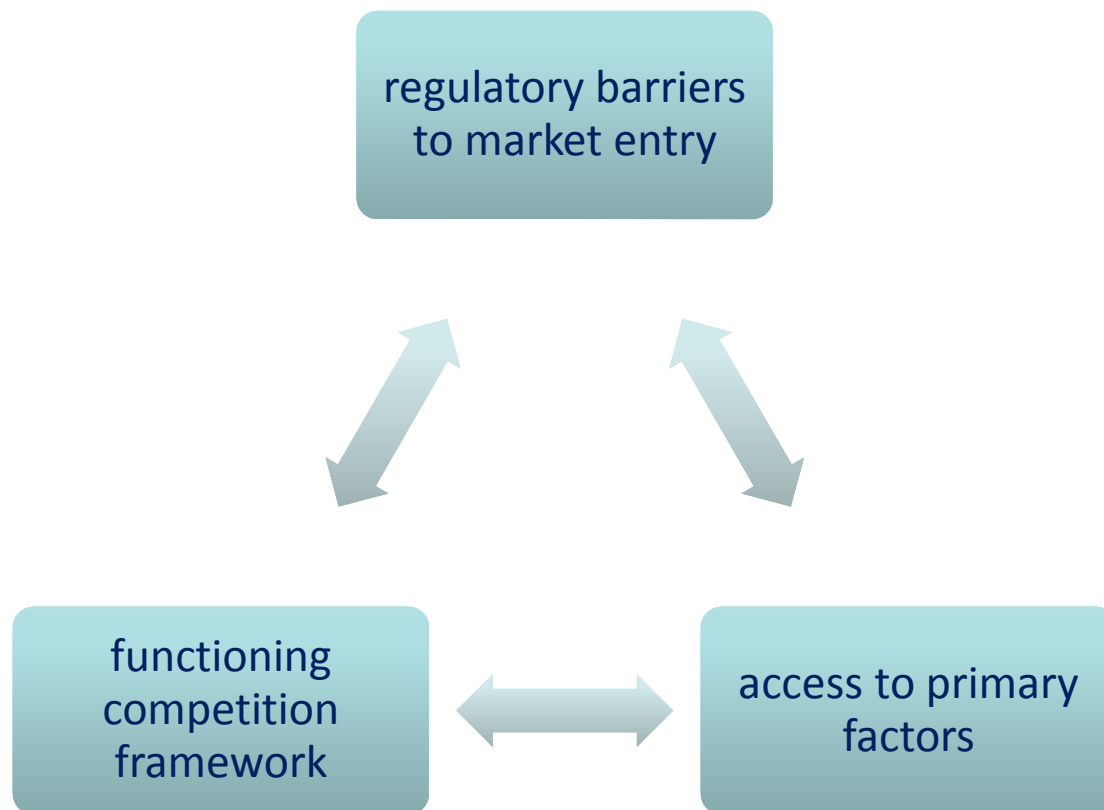 regulatory barriers
to market entry
functioning
competition
framework
access to primary
factors